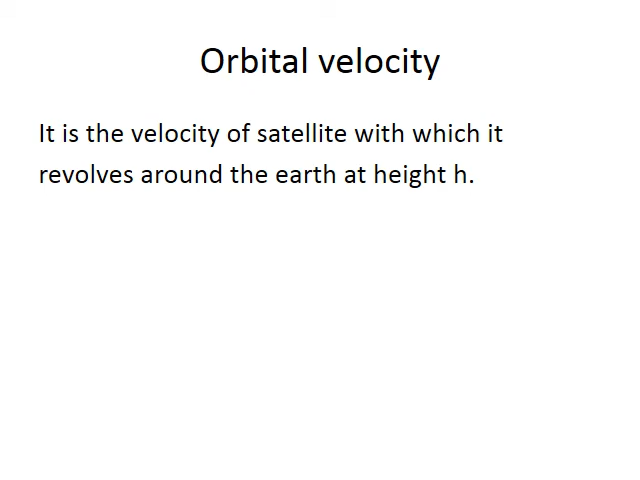 Orbital velocity
It is the velocity of satellite with which it
revolves around the earth at height h.